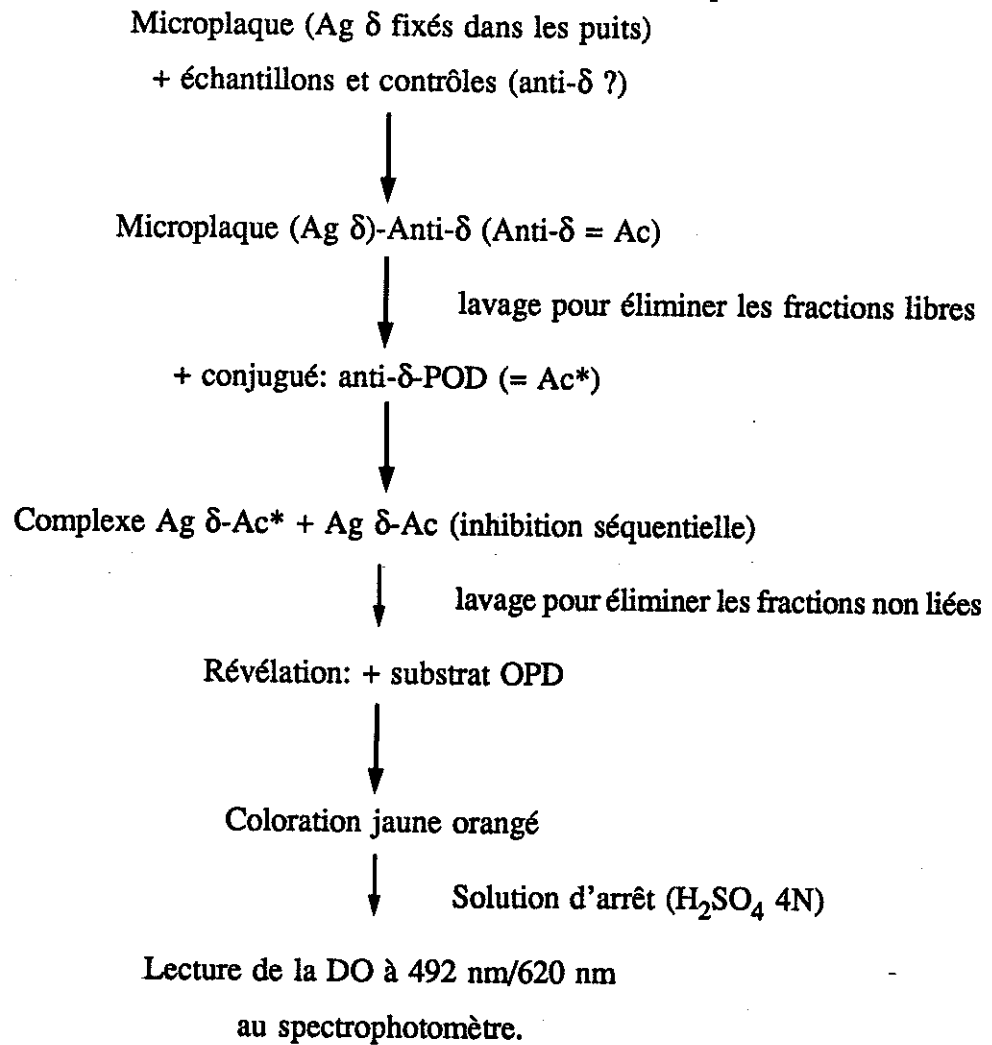 Microplaque (Ag δ fixés dans les puits)
+ échantillons et contrôles (anti-δ ?)
Microplaque (Ag δ)-Anti-δ (Anti-δ = Ac)
lavage pour éliminer les fractions libres
+ conjugué: anti-δ-POD (= Ac*)
Complexe Ag δ-Ac* + Ag δ-Ac (inhibition séquentielle)
lavage pour éliminer les fractions non liées
Révélation: + substrat OPD
Coloration jaune orangé
Solution d'arrêt (H₂SO₄ 4N)
Lecture de la DO à 492 nm/620 nm
au spectrophotomètre.